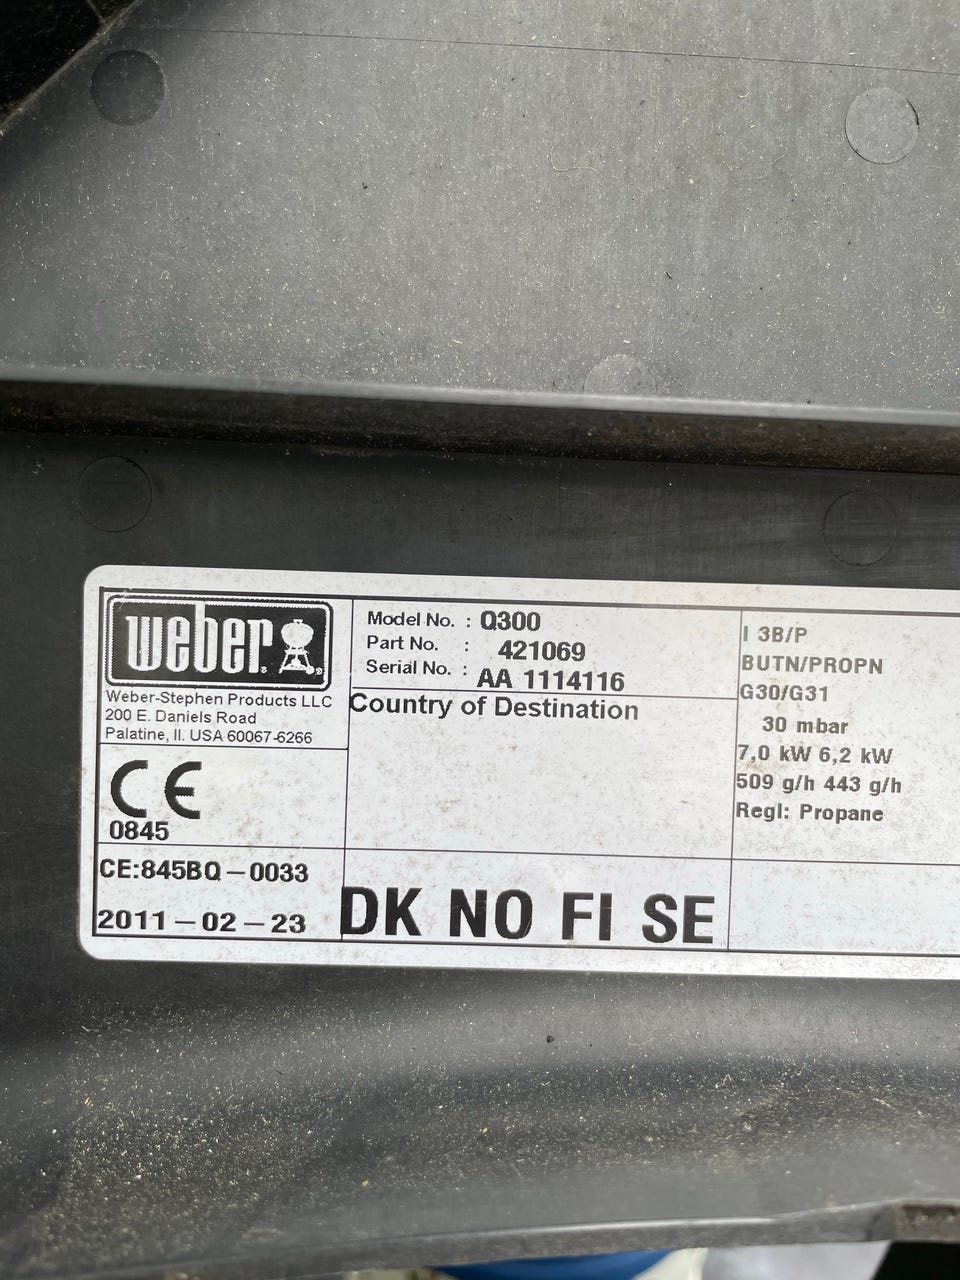 weber
Weber-Stephen Products LLC
200 E. Daniels Road
Palatine, Il. USA 60067-6266
CE
0845
CE:845BQ-0033
2011-02-23
Model No. : Q300
Part No. : 421069
Serial No. : AA 1114116
Country of Destination
DK NO FI SE
I 3B/P
BUTN/PROPN
G30/G31
30 mbar
7,0 kW 6,2 kW
509 g/h 443 g/h
Regl: Propane